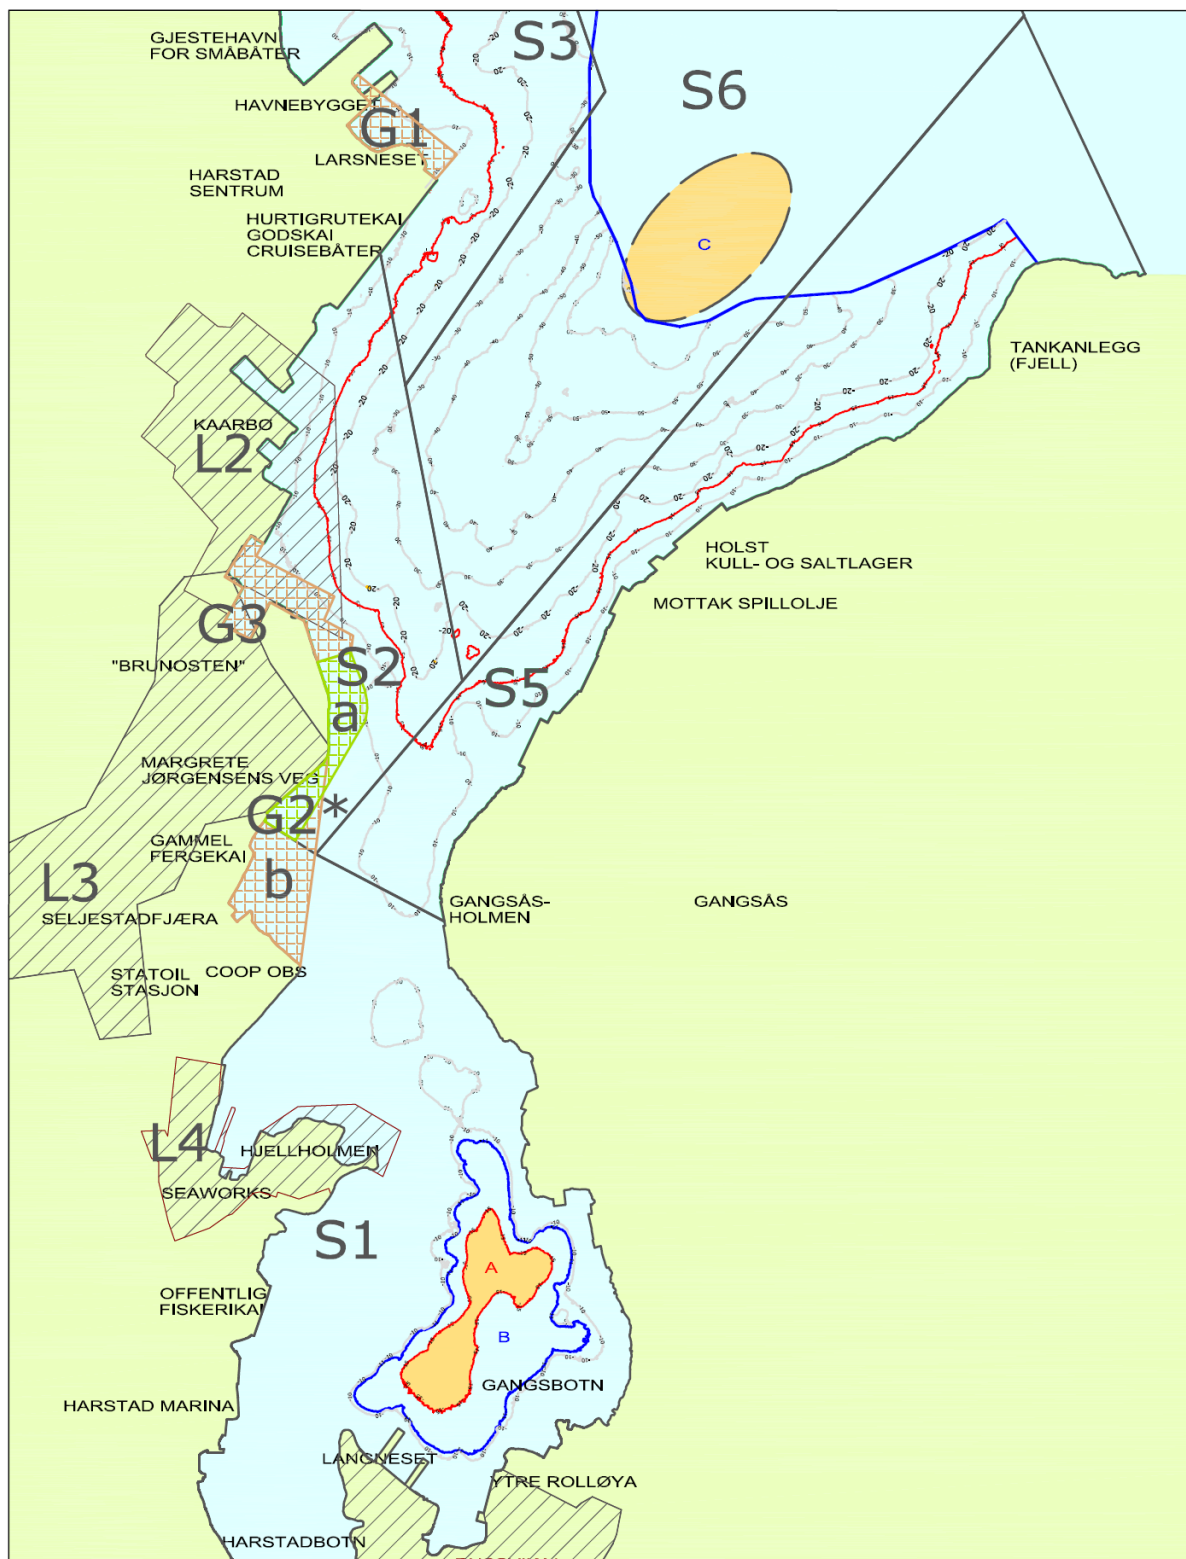 GJESTEHAVN
FOR SMÅBÅTER
S3
S6
HAVNEBYGGET
G1
LARSNESET
HARSTAD
SENTRUM
HURTIGRUTEKAI
GODSKAI
CRUISEBÅTER
C
TANKANLEGG
(FJELL)
KAARBØ
L2
HOLST
KULL- OG SALTLAGER
MOTTAK SPILLOLJE
G3
"BRUNOSTEN"
S2
S5
a
MARGRETE
JØRGENSENS VEG
G2*
GAMMEL
FERGEKAI
L3
b
SELJESTADFJÆRA
GANGSÅS-
HOLMEN
GANGSÅS
STATOIL
STASJON
COOP OBS
L4
HJELLHOLMEN
SEAWORKS
S1
A
OFFENTLIG
FISKERIKAI
B
GANGSBOTN
HARSTAD MARINA
LANGNESET
YTRE ROLLØYA
HARSTADBOTN